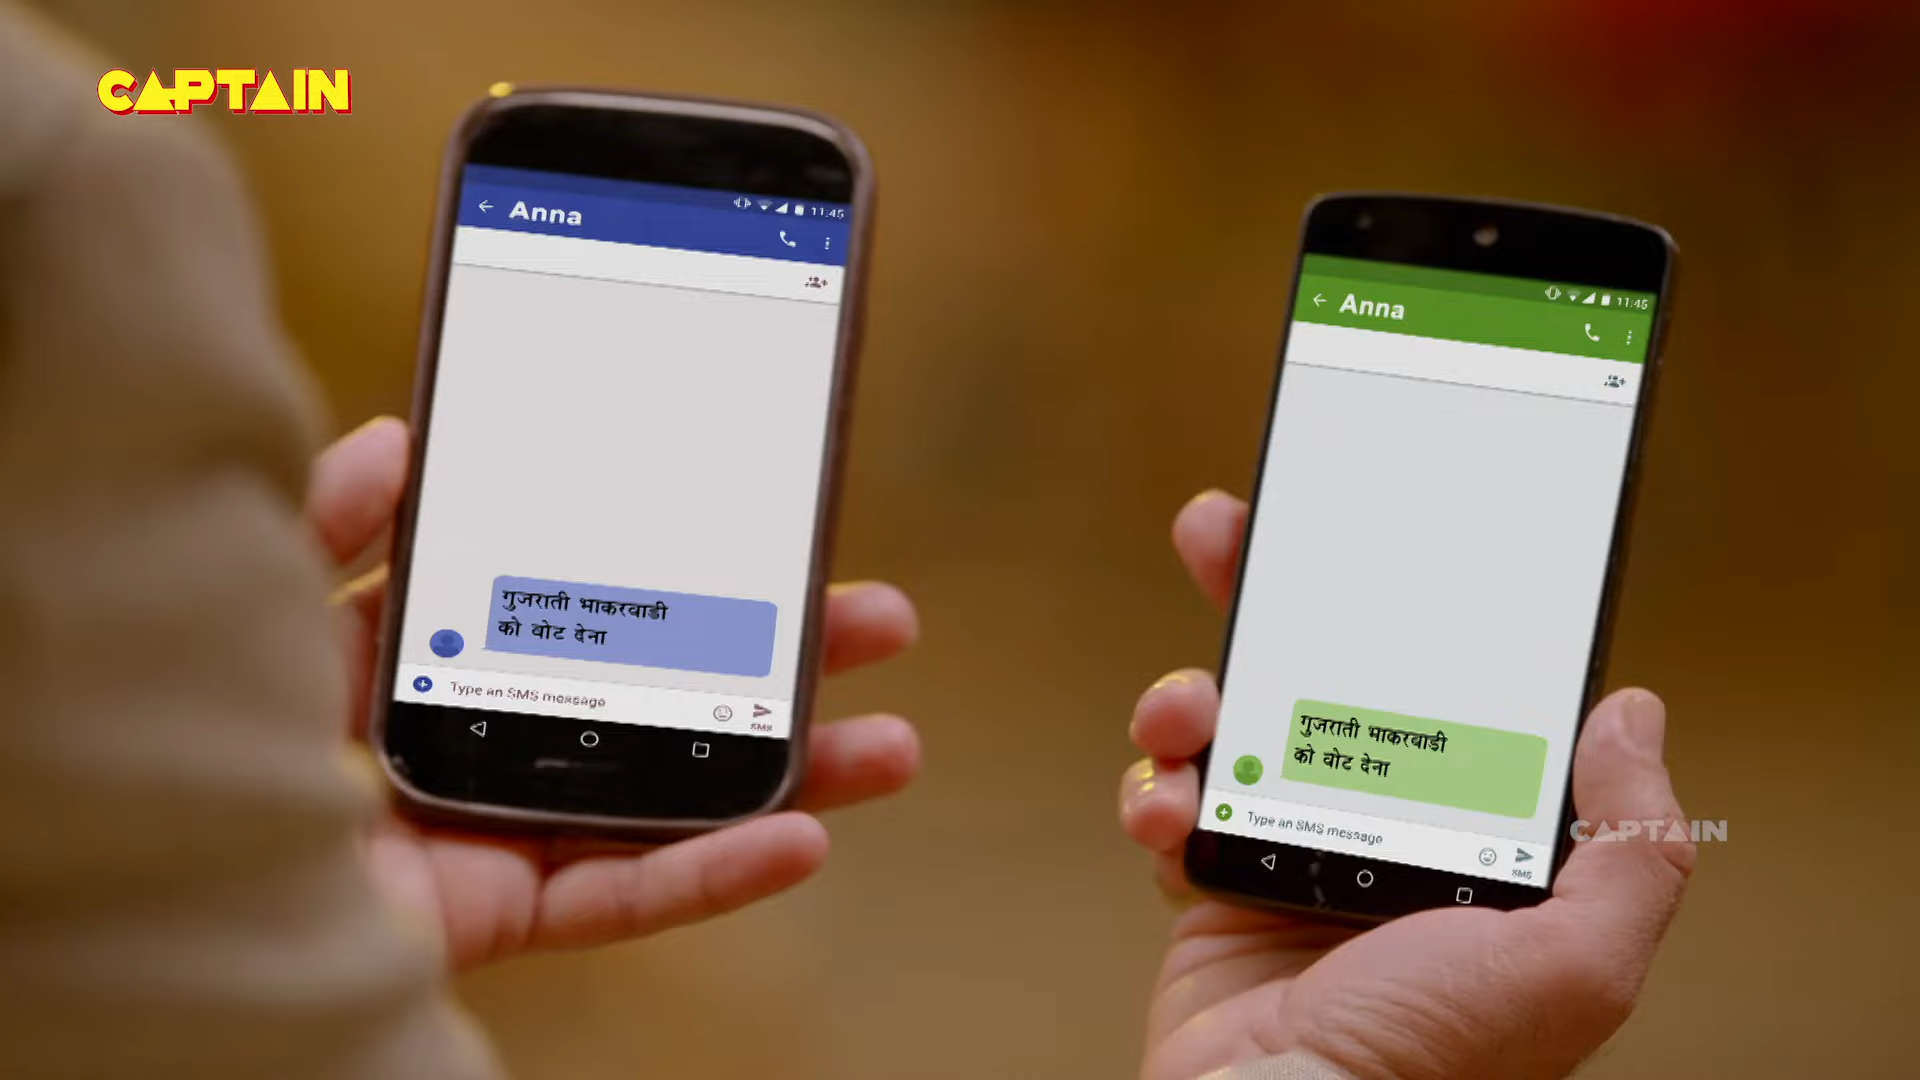 CAPTAIN
11.45
Anna
गुजराती भाकरवाडी
को वोट देना
Type an SMS message
SMS
11:45
Anna
गुजराती भाकरवाडी
को वोट देना
Type an SMS message
SMS
CAPTAIN